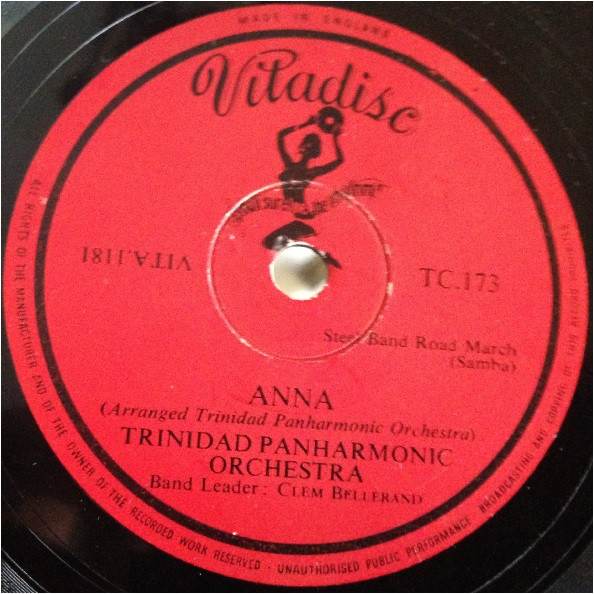 MADE IN ENGLAND
Vitadisc
VITA.1181
TC.173
Steel Band Road March
(Samba)
ANNA
(Arranged Trinidad Panharmonic Orchestra)
TRINIDAD PANHARMONIC
ORCHESTRA
Band Leader: CLEM BELLERAND
ALL RIGHTS OF THE MANUFACTURER AND OF THE OWNER OF THE RECORDED WORK RESERVED - UNAUTHORISED PUBLIC PERFORMANCE BROADCASTING AND COPYING OF THIS RECORD PROHIBITED